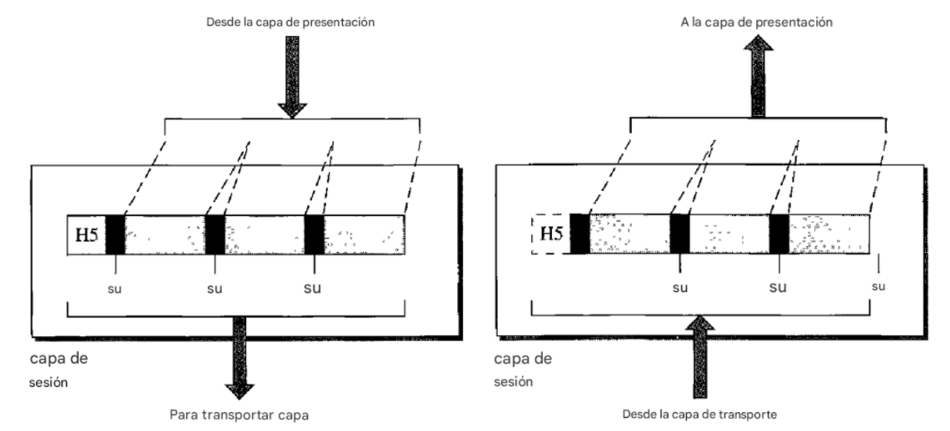 Desde la capa de presentación
A la capa de presentación
H5
H5
su
su
su
su
su
su
capa de
sesión
capa de
sesión
Para transportar capa
Desde la capa de transporte